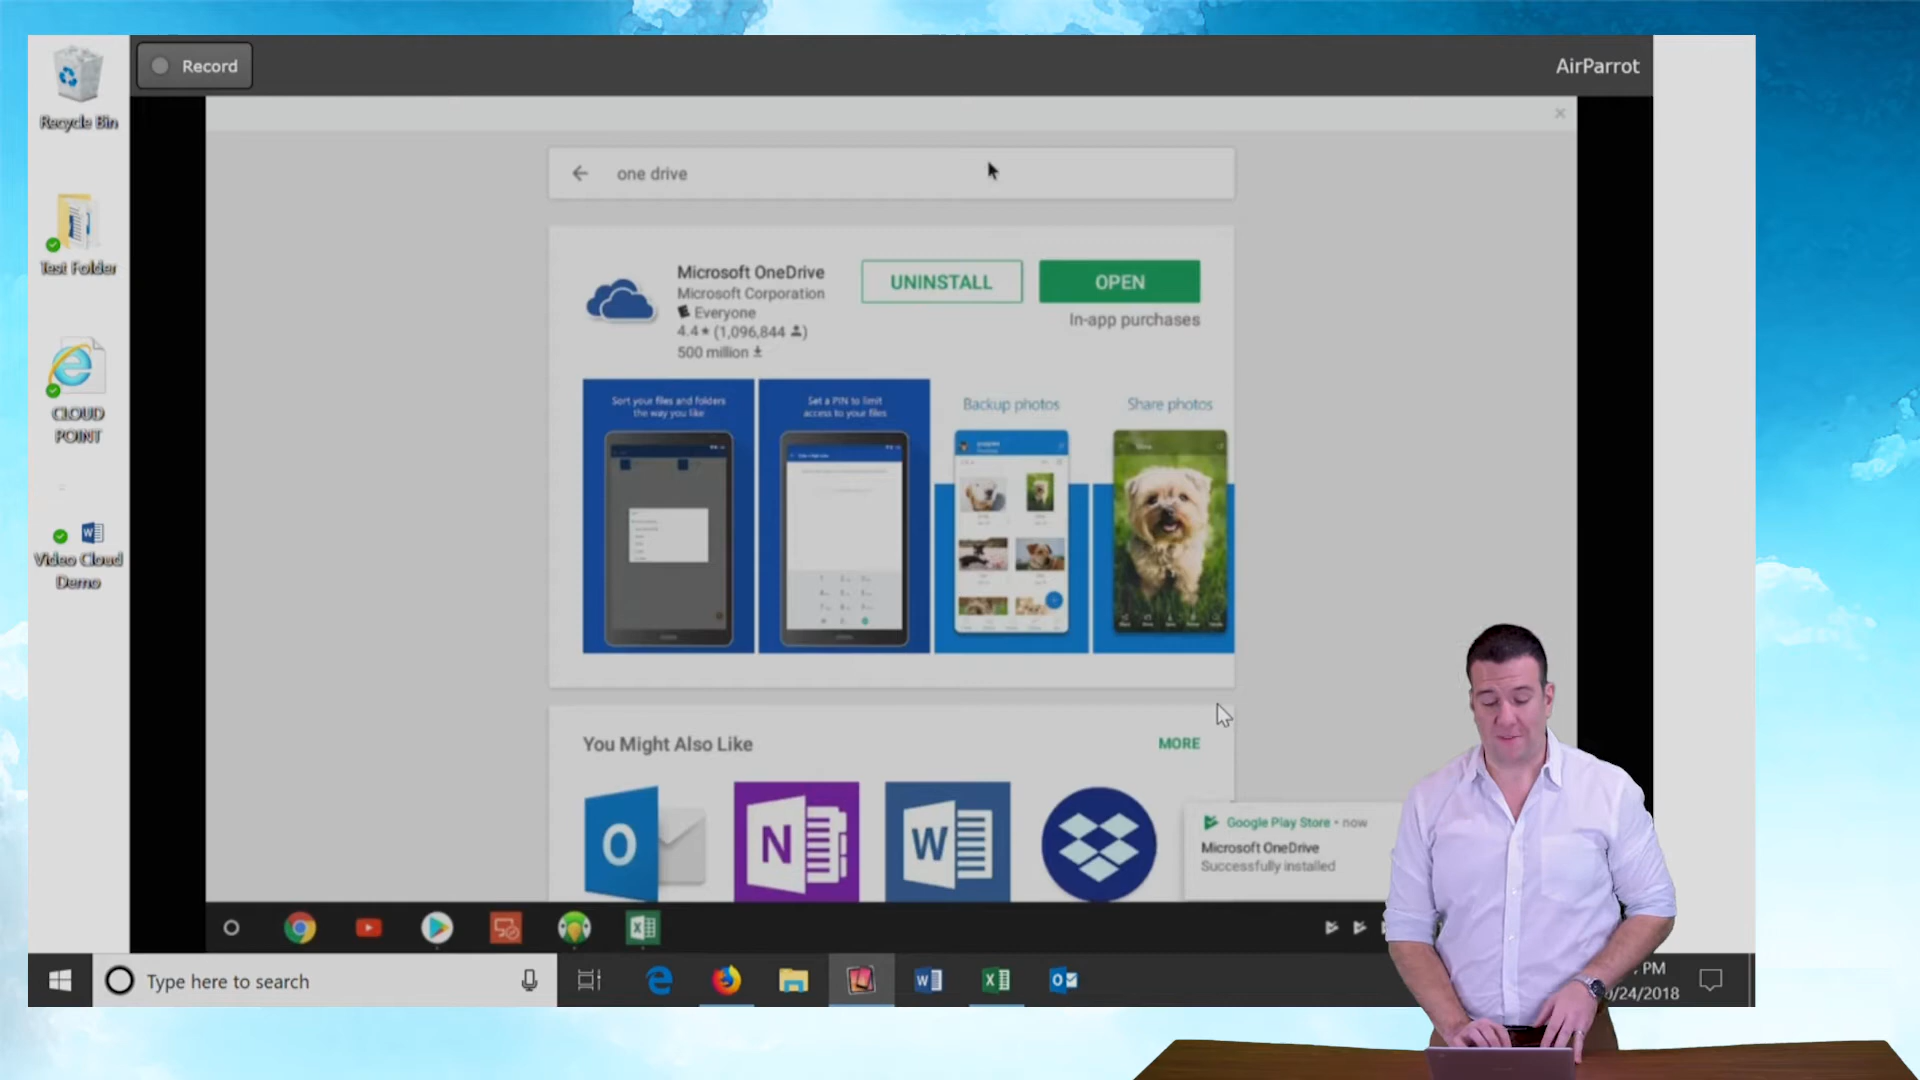 Record
AirParrot
Recycle Bin
Test Folder
CLOUD
POINT
Video Cloud
Demo
one drive
Microsoft OneDrive
Microsoft Corporation
Everyone
4.4★ (1,096,844)
500 million
UNINSTALL
OPEN
In-app purchases
Sort your files and folders
the way you like
Set a PIN to limit
access to your files
Backup photos
Share photos
You Might Also Like
MORE
O
N
W
Google Play Store • now
Microsoft OneDrive
Successfully installed
Type here to search
PM
/24/2018